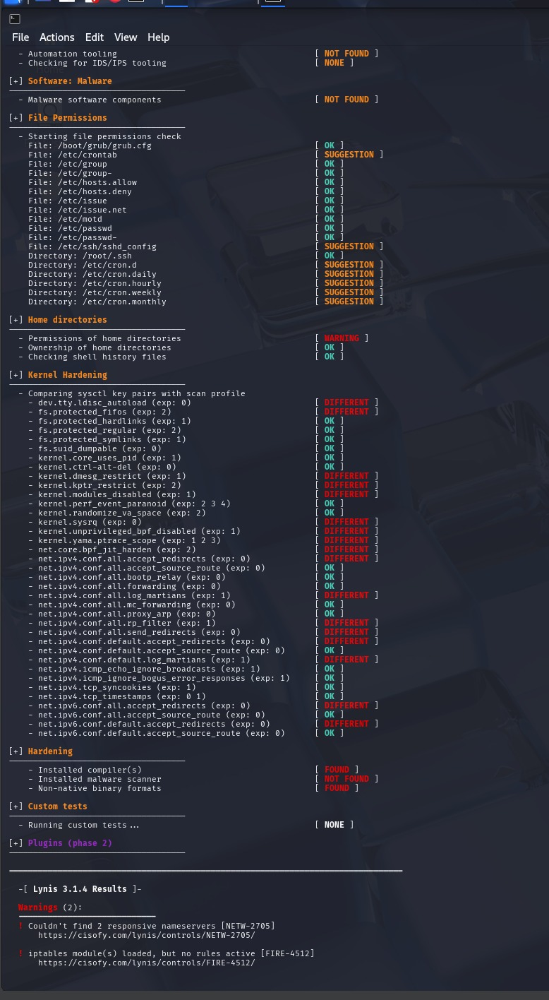 File Actions Edit View Help
- Automation tooling [ NOT FOUND ]
- Checking for IDS/IPS tooling [ NONE ]
[+] Software: Malware
- Malware software components [ NOT FOUND ]
[+] File Permissions
- Starting file permissions check
File: /boot/grub/grub.cfg [ OK ]
File: /etc/crontab [ SUGGESTION ]
File: /etc/group [ OK ]
File: /etc/group- [ OK ]
File: /etc/hosts.allow [ OK ]
File: /etc/hosts.deny [ OK ]
File: /etc/issue [ OK ]
File: /etc/issue.net [ OK ]
File: /etc/motd [ OK ]
File: /etc/passwd [ OK ]
File: /etc/passwd- [ OK ]
File: /etc/ssh/sshd_config [ SUGGESTION ]
Directory: /root/.ssh [ OK ]
Directory: /etc/cron.d [ SUGGESTION ]
Directory: /etc/cron.daily [ SUGGESTION ]
Directory: /etc/cron.hourly [ SUGGESTION ]
Directory: /etc/cron.weekly [ SUGGESTION ]
Directory: /etc/cron.monthly [ SUGGESTION ]
[+] Home directories
- Permissions of home directories [ WARNING ]
- Ownership of home directories [ OK ]
- Checking shell history files [ OK ]
[+] Kernel Hardening
- Comparing sysctl key pairs with scan profile
- dev.tty.ldisc_autoload (exp: 0) [ DIFFERENT ]
- fs.protected_fifos (exp: 2) [ DIFFERENT ]
- fs.protected_hardlinks (exp: 1) [ OK ]
- fs.protected_regular (exp: 2) [ OK ]
- fs.protected_symlinks (exp: 1) [ OK ]
- fs.suid_dumpable (exp: 0) [ OK ]
- kernel.core_uses_pid (exp: 1) [ OK ]
- kernel.ctrl-alt-del (exp: 0) [ OK ]
- kernel.dmesg_restrict (exp: 1) [ DIFFERENT ]
- kernel.kptr_restrict (exp: 2) [ DIFFERENT ]
- kernel.modules_disabled (exp: 1) [ DIFFERENT ]
- kernel.perf_event_paranoid (exp: 2 3 4) [ OK ]
- kernel.randomize_va_space (exp: 2) [ OK ]
- kernel.sysrq (exp: 0) [ DIFFERENT ]
- kernel.unprivileged_bpf_disabled (exp: 1) [ DIFFERENT ]
- kernel.yama.ptrace_scope (exp: 1 2 3) [ DIFFERENT ]
- net.core.bpf_jit_harden (exp: 2) [ DIFFERENT ]
- net.ipv4.conf.all.accept_redirects (exp: 0) [ DIFFERENT ]
- net.ipv4.conf.all.accept_source_route (exp: 0) [ OK ]
- net.ipv4.conf.all.bootp_relay (exp: 0) [ OK ]
- net.ipv4.conf.all.forwarding (exp: 0) [ OK ]
- net.ipv4.conf.all.log_martians (exp: 1) [ DIFFERENT ]
- net.ipv4.conf.all.mc_forwarding (exp: 0) [ OK ]
- net.ipv4.conf.all.proxy_arp (exp: 0) [ OK ]
- net.ipv4.conf.all.rp_filter (exp: 1) [ DIFFERENT ]
- net.ipv4.conf.all.send_redirects (exp: 0) [ DIFFERENT ]
- net.ipv4.conf.default.accept_redirects (exp: 0) [ DIFFERENT ]
- net.ipv4.conf.default.accept_source_route (exp: 0) [ OK ]
- net.ipv4.conf.default.log_martians (exp: 1) [ DIFFERENT ]
- net.ipv4.icmp_echo_ignore_broadcasts (exp: 1) [ OK ]
- net.ipv4.icmp_ignore_bogus_error_responses (exp: 1) [ OK ]
- net.ipv4.tcp_syncookies (exp: 1) [ OK ]
- net.ipv4.tcp_timestamps (exp: 0 1) [ OK ]
- net.ipv6.conf.all.accept_redirects (exp: 0) [ DIFFERENT ]
- net.ipv6.conf.all.accept_source_route (exp: 0) [ OK ]
- net.ipv6.conf.default.accept_redirects (exp: 0) [ DIFFERENT ]
- net.ipv6.conf.default.accept_source_route (exp: 0) [ OK ]
[+] Hardening
- Installed compiler(s) [ FOUND ]
- Installed malware scanner [ NOT FOUND ]
- Non-native binary formats [ FOUND ]
[+] Custom tests
- Running custom tests... [ NONE ]
[+] Plugins (phase 2)
-[ Lynis 3.1.4 Results ]-
Warnings (2):
! Couldn't find 2 responsive nameservers [NETW-2705]
https://cisofy.com/lynis/controls/NETW-2705/
! iptables module(s) loaded, but no rules active [FIRE-4512]
https://cisofy.com/lynis/controls/FIRE-4512/